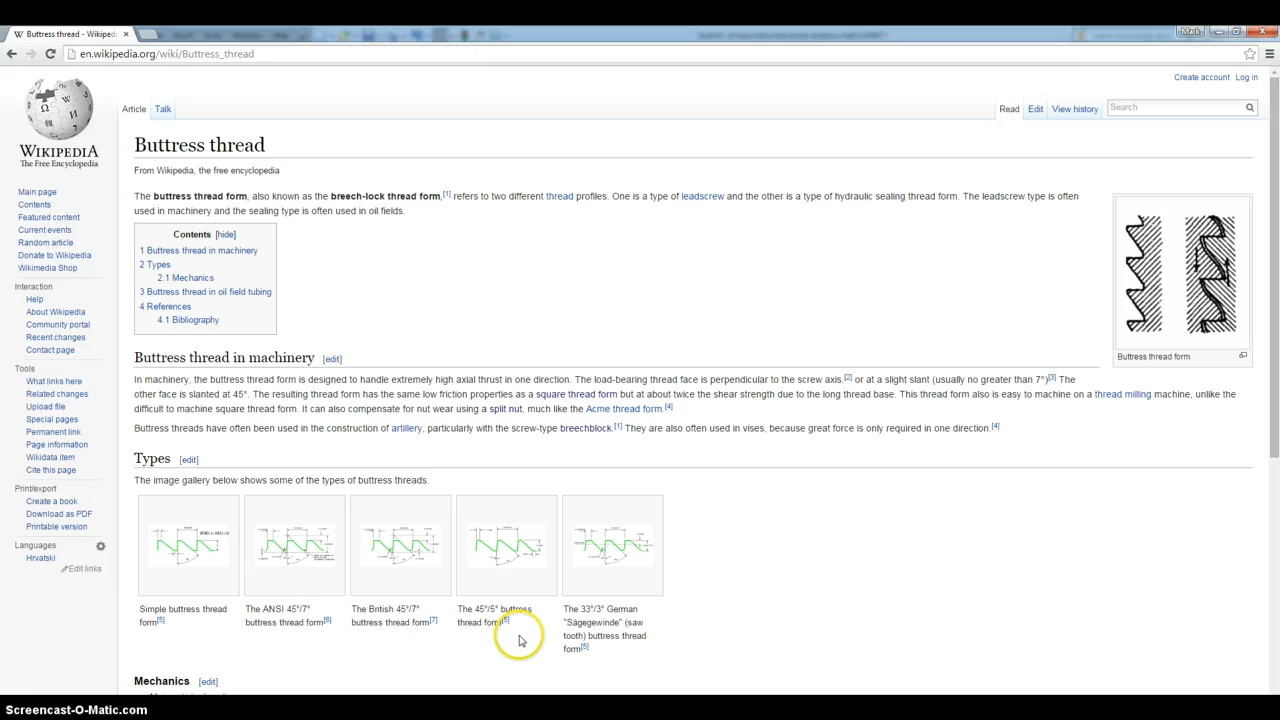 Buttress thread - Wikiped
Mark
en.wikipedia.org/wiki/Buttress_thread
Create account Log in
WIKIPEDIA
The Free Encyclopedia
Article Talk
Read Edit View history
Search
Buttress thread
From Wikipedia, the free encyclopedia
The buttress thread form, also known as the breech-lock thread form,[1] refers to two different thread profiles. One is a type of leadscrew and the other is a type of hydraulic sealing thread form. The leadscrew type is often
used in machinery and the sealing type is often used in oil fields.
Contents [hide]
1 Buttress thread in machinery
2 Types
2.1 Mechanics
3 Buttress thread in oil field tubing
4 References
4.1 Bibliography
Buttress thread form
Buttress thread in machinery [edit]
In machinery, the buttress thread form is designed to handle extremely high axial thrust in one direction. The load-bearing thread face is perpendicular to the screw axis.[2] or at a slight slant (usually no greater than 7°)[3] The
other face is slanted at 45°. The resulting thread form has the same low friction properties as a square thread form but at about twice the shear strength due to the long thread base. This thread form also is easy to machine on a thread milling machine, unlike the
difficult to machine square thread form. It can also compensate for nut wear using a split nut, much like the Acme thread form.[4]
Buttress threads have often been used in the construction of artillery, particularly with the screw-type breechblock.[1] They are also often used in vises, because great force is only required in one direction.[4]
Types [edit]
The image gallery below shows some of the types of buttress threads.
Simple buttress thread
form[5]
The ANSI 45°/7°
buttress thread form[6]
The British 45°/7°
buttress thread form[7]
The 45°/5° buttress
thread form[5]
The 33°/3° German
"Sägegewinde" (saw
tooth) buttress thread
form[5]
Mechanics [edit]
Main page
Contents
Featured content
Current events
Random article
Donate to Wikipedia
Wikimedia Shop
Interaction
Help
About Wikipedia
Community portal
Recent changes
Contact page
Tools
What links here
Related changes
Upload file
Special pages
Permanent link
Page information
Wikidata item
Cite this page
Print/export
Create a book
Download as PDF
Printable version
Languages
Hrvatski
Edit links
Screencast-O-Matic.com